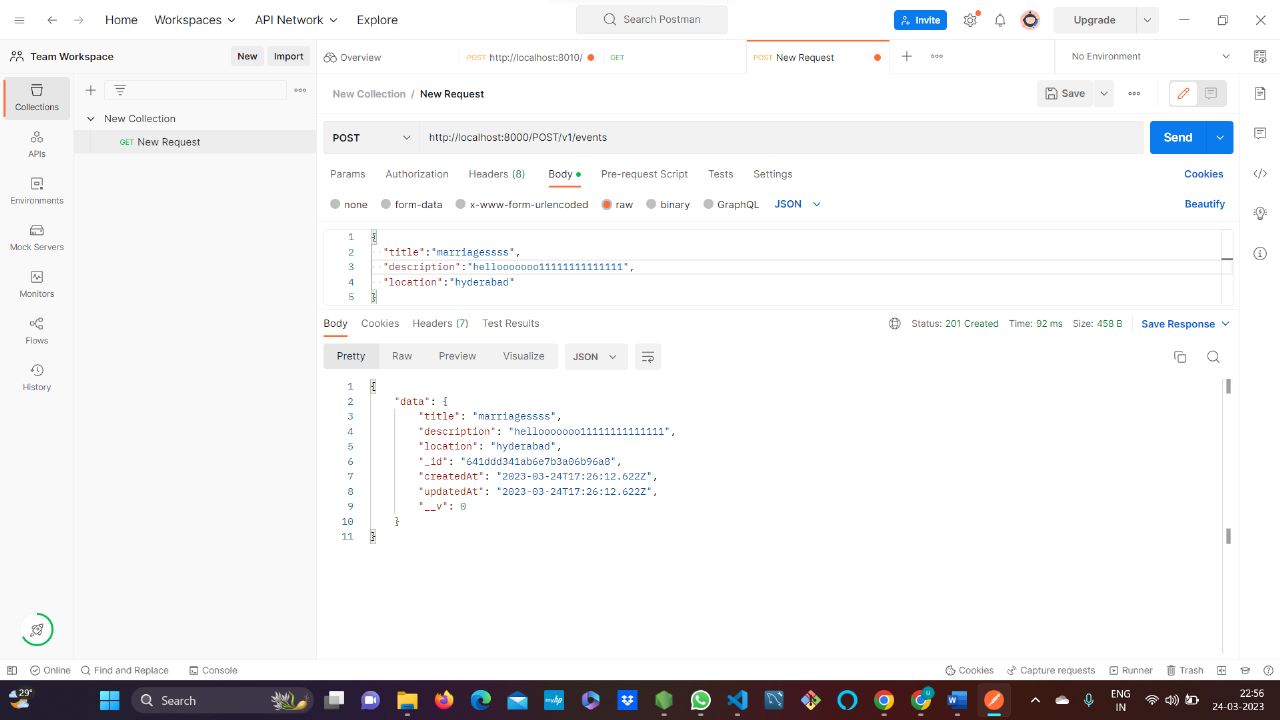 Home Workspaces API Network Explore Search Postman Invite Upgrade
Team Workspace New Import Overview POST http://localhost:8010/ GET POST New Request No Environment
Collections
APIs
Environments
Mock Servers
Monitors
Flows
History
New Collection
GET New Request
New Collection / New Request Save
POST http://localhost:8000/POST/v1/events Send
Params Authorization Headers (8) Body Pre-request Script Tests Settings Cookies
none form-data x-www-form-urlencoded raw binary GraphQL JSON Beautify
1 {
2 "title":"marriagessss",
3 "description":"hellooooooo11111111111111",
4 "location":"hyderabad"
5 }
Body Cookies Headers (7) Test Results Status: 201 Created Time: 92 ms Size: 458 B Save Response
Pretty Raw Preview Visualize JSON
1 {
2 "data": {
3 "title": "marriagessss",
4 "description": "hellooooooo11111111111111",
5 "location": "hyderabad",
6 "_id": "641ddd341ab6e7b3a06b96a8",
7 "createdAt": "2023-03-24T17:26:12.622Z",
8 "updatedAt": "2023-03-24T17:26:12.622Z",
9 "__v": 0
10 }
11 }
Online Find and Replace Console Cookies Capture requests Runner Trash
29° Search ENG IN 22:56
24-03-2023